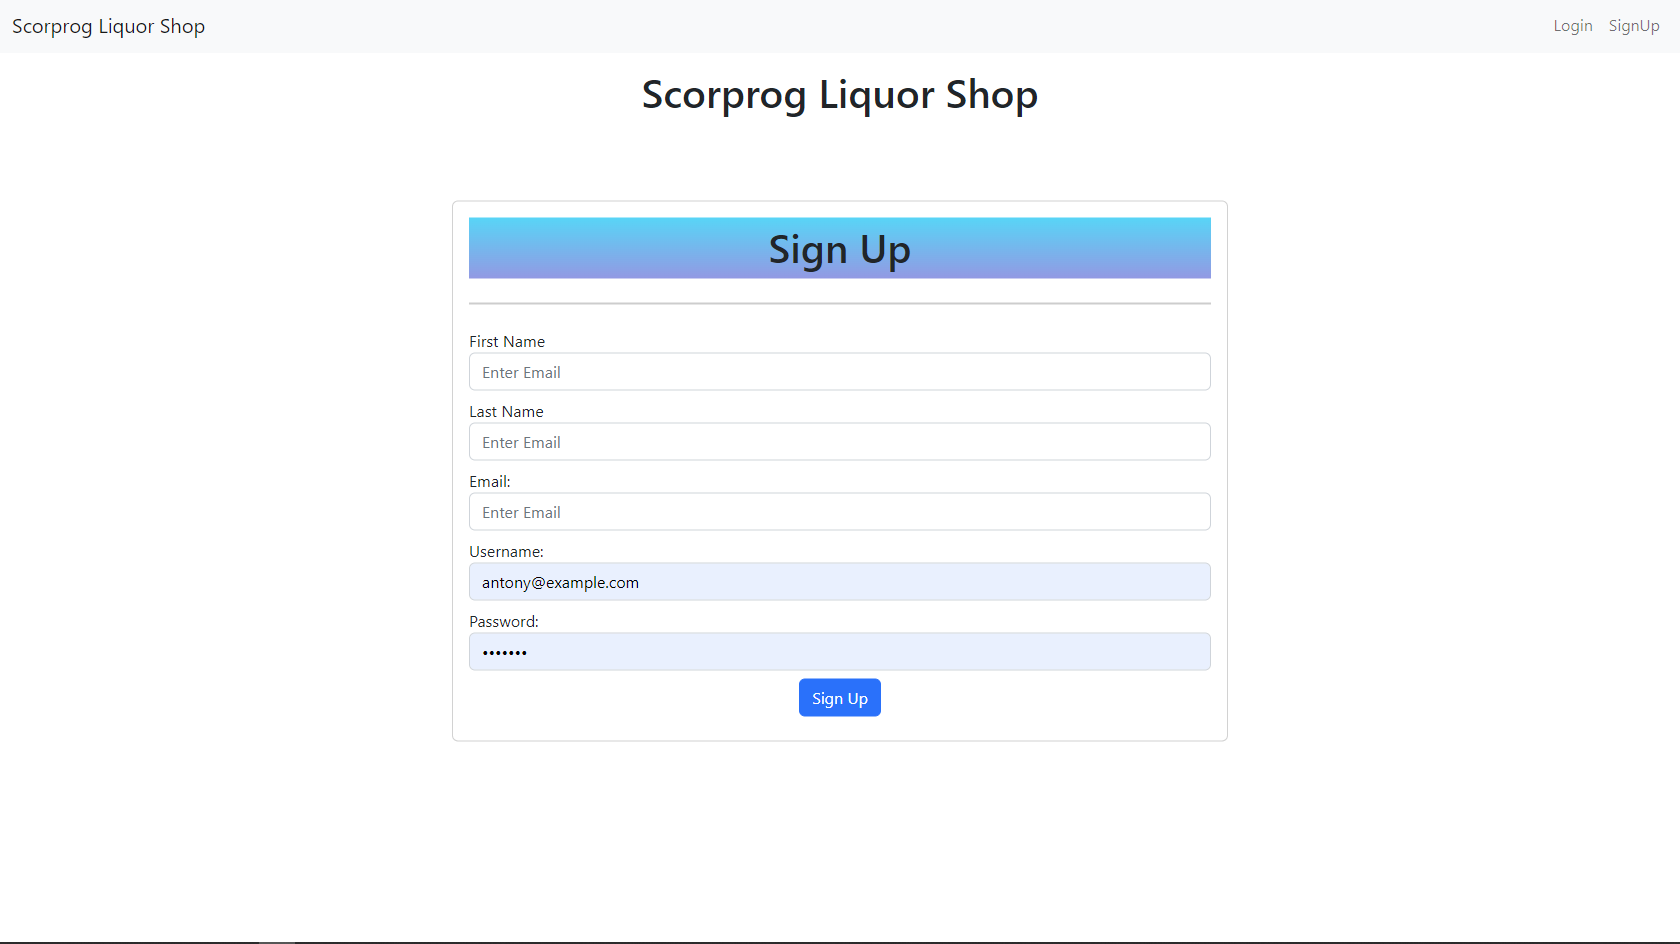 Scorprog Liquor Shop
Login SignUp
Scorprog Liquor Shop
Sign Up
First Name
Enter Email
Last Name
Enter Email
Email:
Enter Email
Username:
antony@example.com
Password:
•••••••
Sign Up